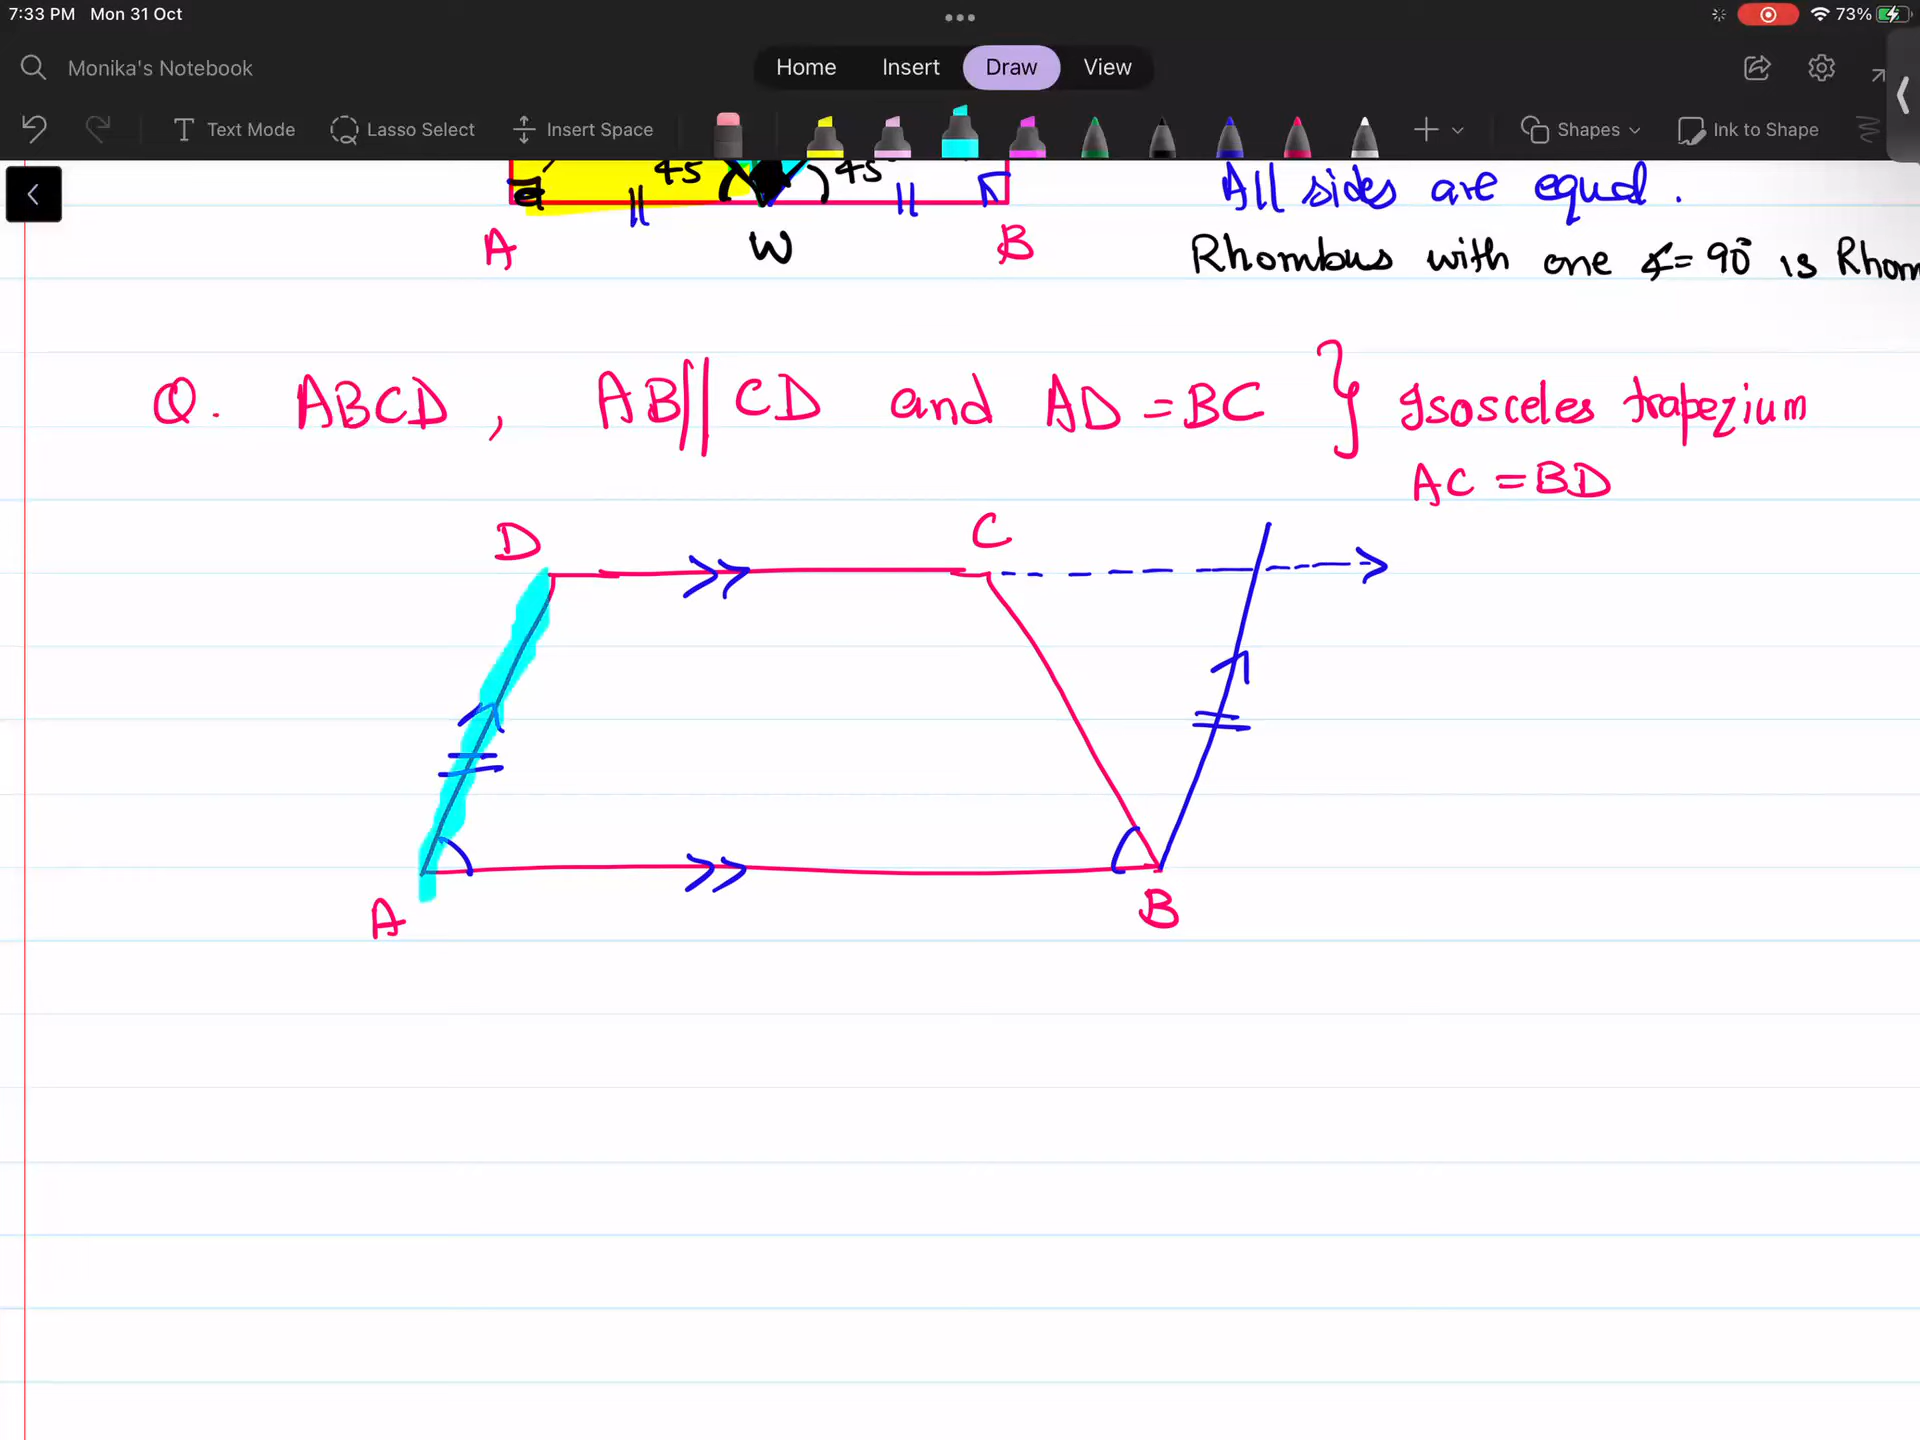 7:33 PM Mon 31 Oct
73%
Monika's Notebook
Home Insert Draw View
Text Mode Lasso Select Insert Space Shapes Ink to Shape
45 45
All sides are equal.
A W B
Rhombus with one ∡=90° is Rhom
Q. ABCD, AB||CD and AD=BC } Isosceles trapezium
AC=BD
D C
A B